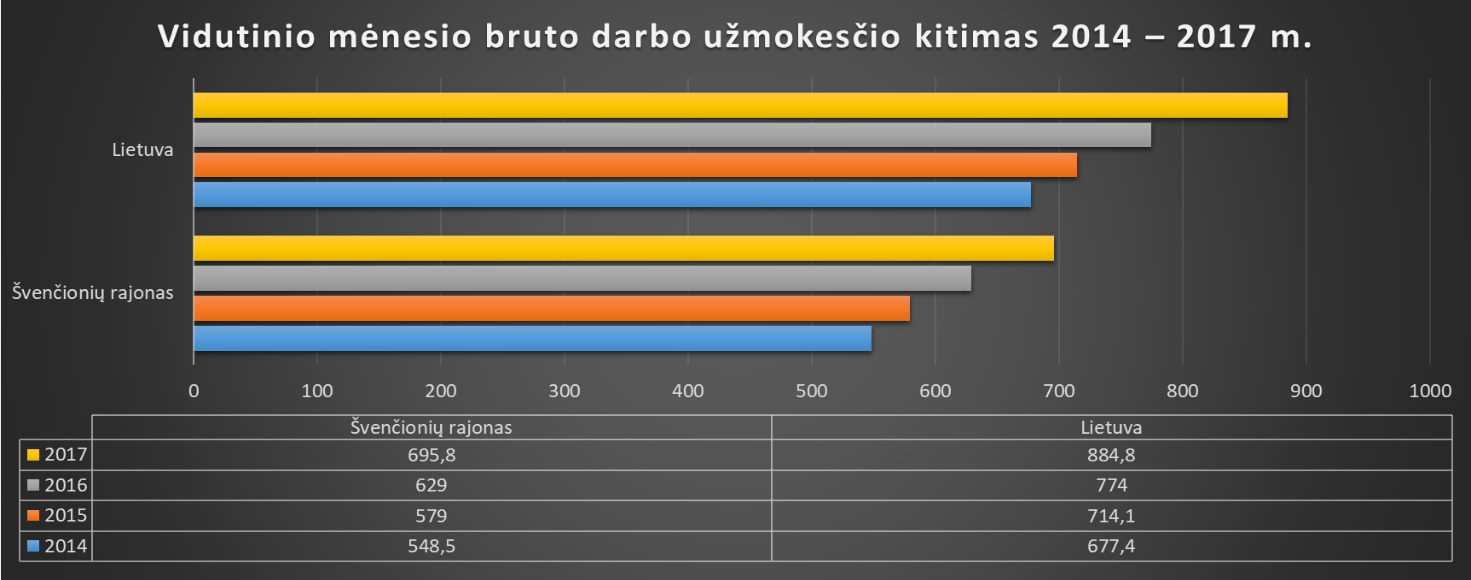 Vidutinio mėnesio bruto darbo užmokesčio kitimas 2014 – 2017 m.
Lietuva
Švenčionių rajonas
0 100 200 300 400 500 600 700 800 900 1000
Švenčionių rajonas Lietuva
2017 695,8 884,8
2016 629 774
2015 579 714,1
2014 548,5 677,4